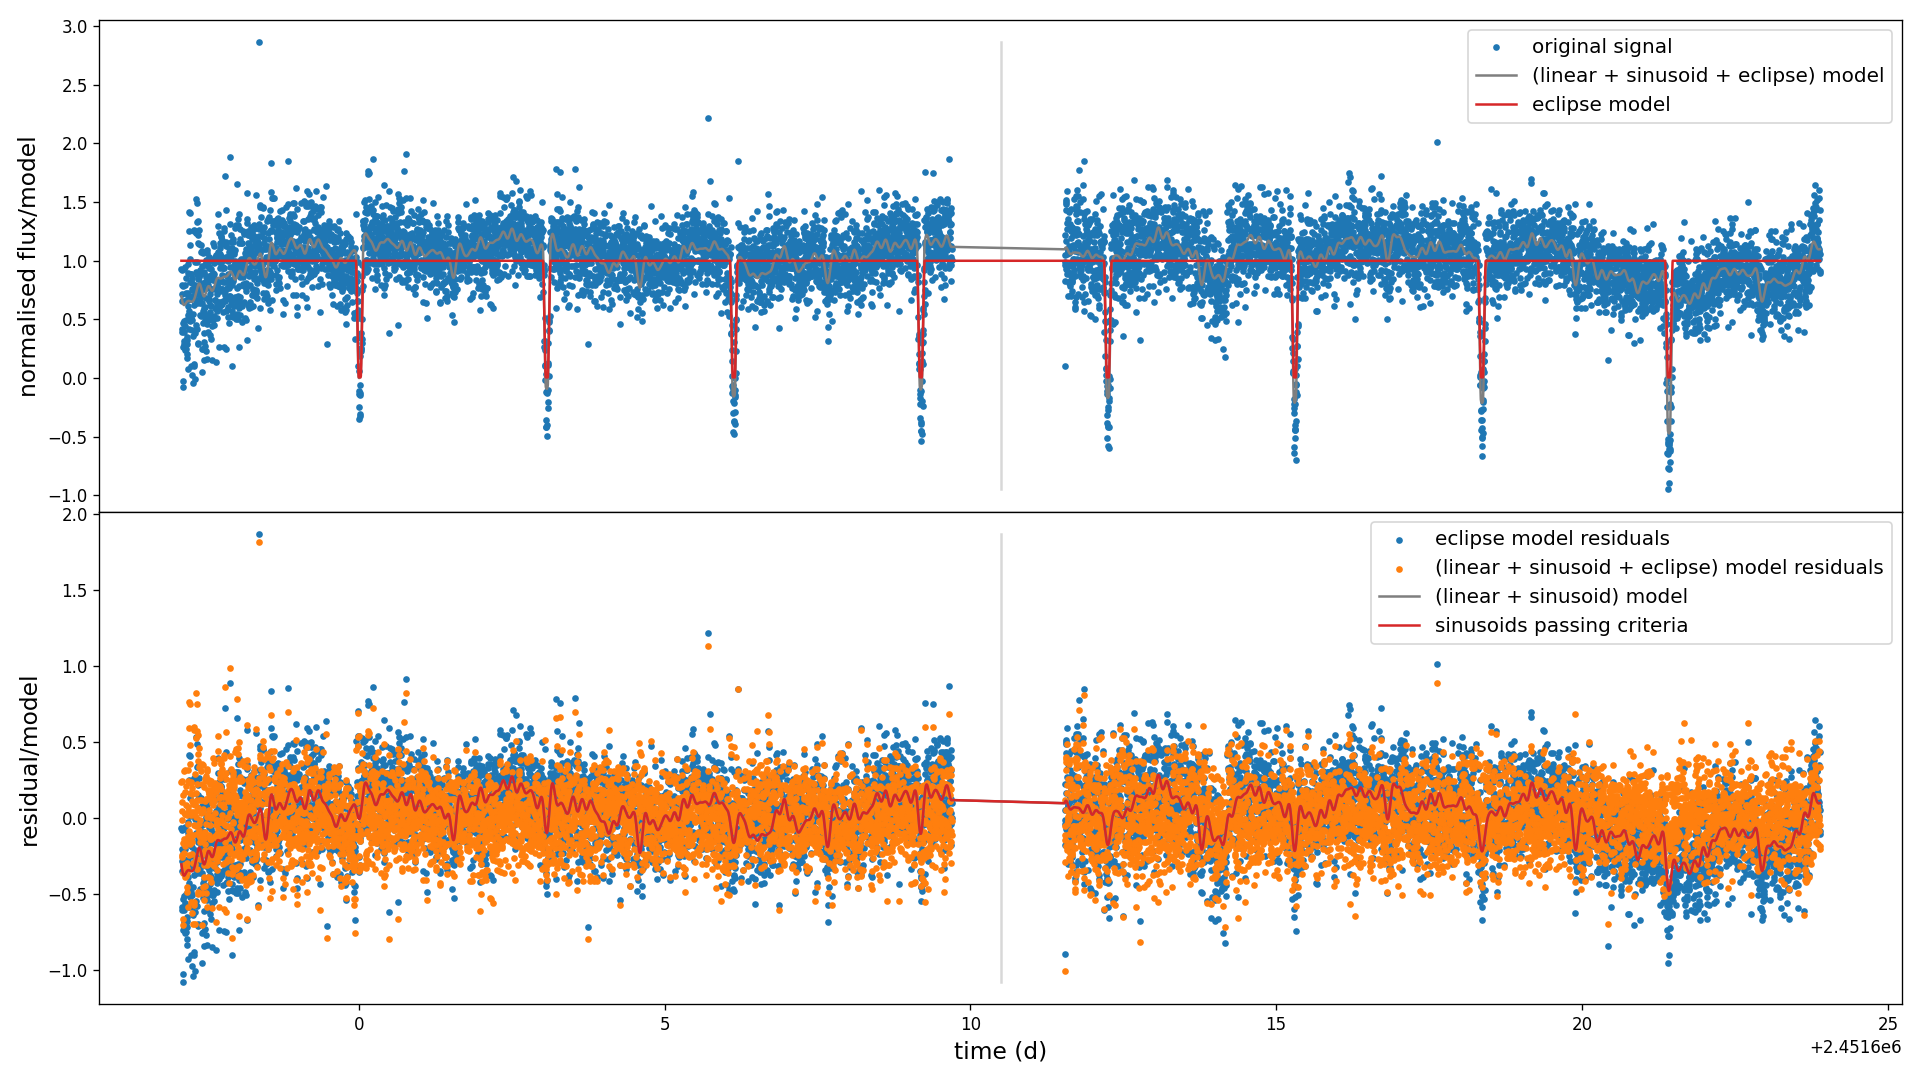 normalised flux/model
3.0
2.5
2.0
1.5
1.0
0.5
0.0
−0.5
−1.0
original signal
(linear + sinusoid + eclipse) model
eclipse model
residual/model
2.0
1.5
1.0
0.5
0.0
−0.5
−1.0
eclipse model residuals
(linear + sinusoid + eclipse) model residuals
(linear + sinusoid) model
sinusoids passing criteria
0 5 10 15 20 25
time (d)
+2.4516e6